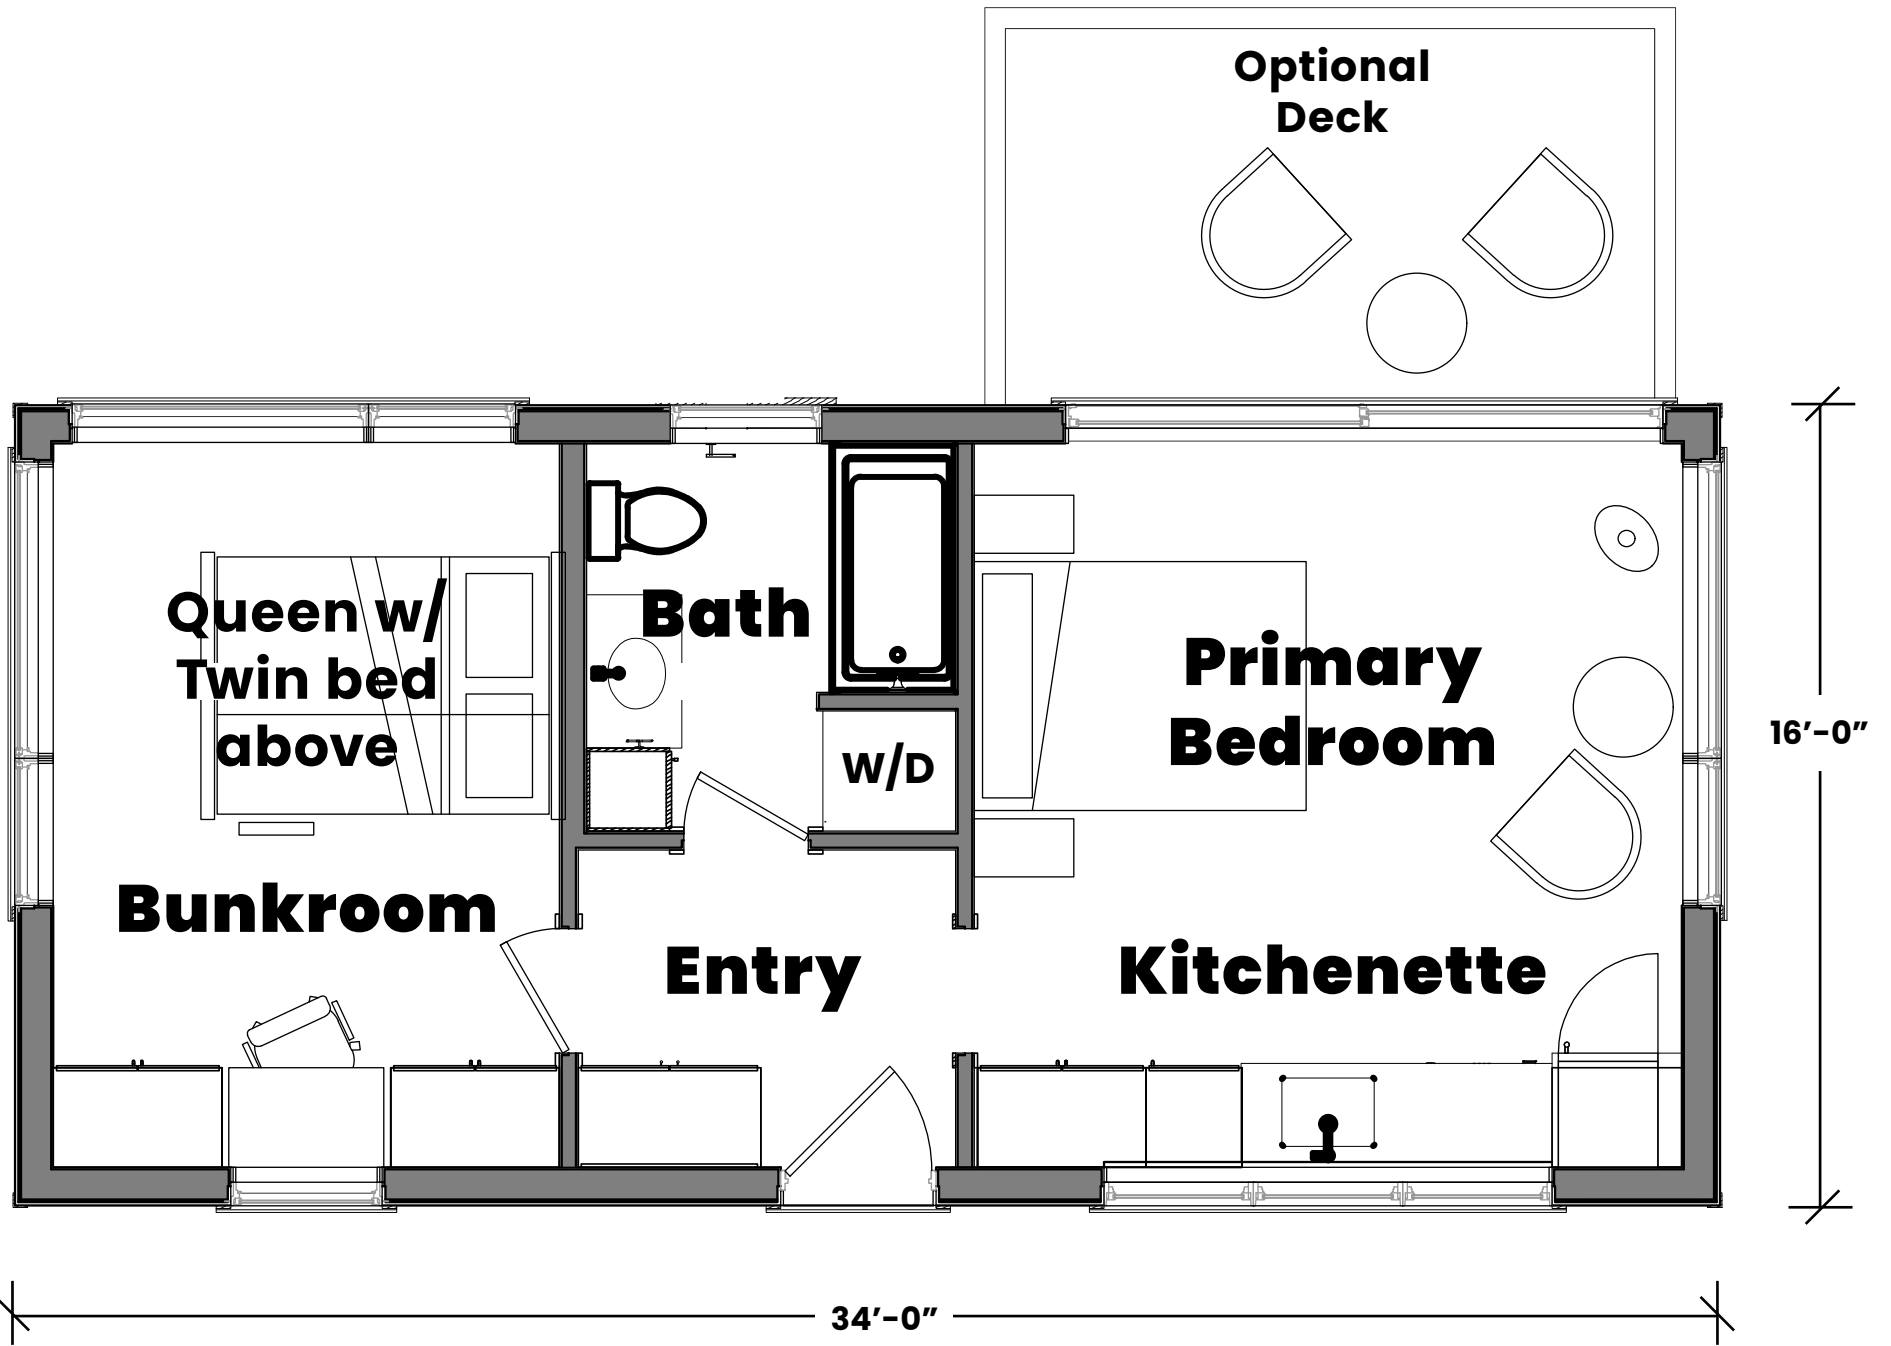 Optional
Deck
Queen w/
Twin bed
above
Bath
Primary
Bedroom
W/D
16’-0”
Bunkroom
Entry
Kitchenette
34’-0”